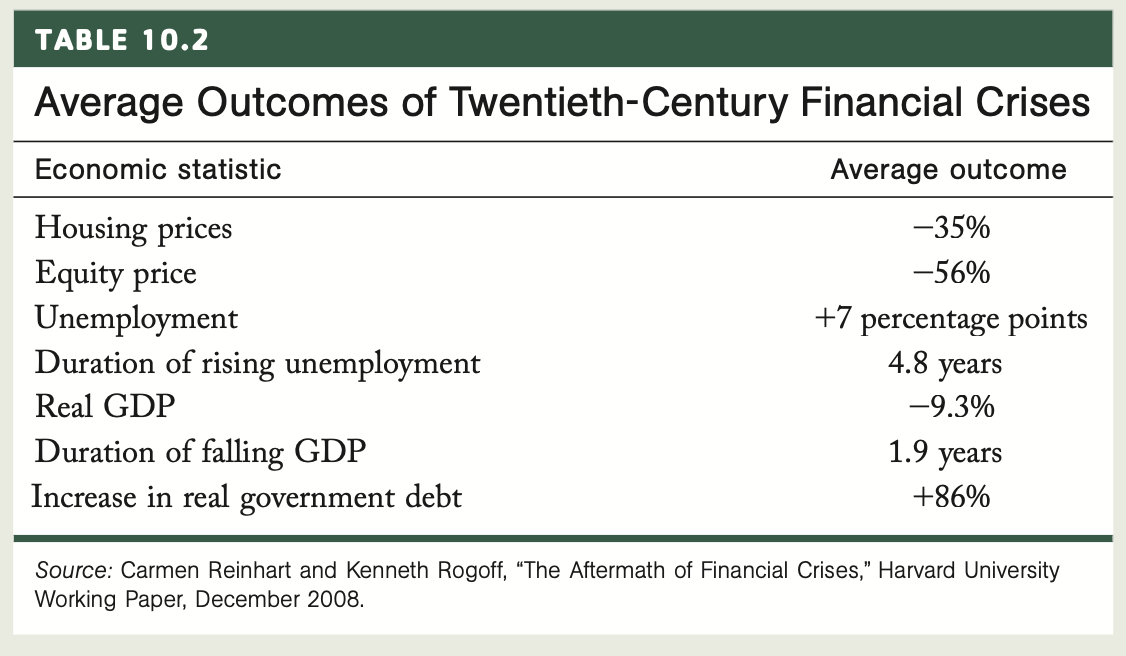 TABLE 10.2
Average Outcomes of Twentieth-Century Financial Crises
Economic statistic Average outcome
Housing prices −35%
Equity price −56%
Unemployment +7 percentage points
Duration of rising unemployment 4.8 years
Real GDP −9.3%
Duration of falling GDP 1.9 years
Increase in real government debt +86%
Source: Carmen Reinhart and Kenneth Rogoff, “The Aftermath of Financial Crises,” Harvard University
Working Paper, December 2008.